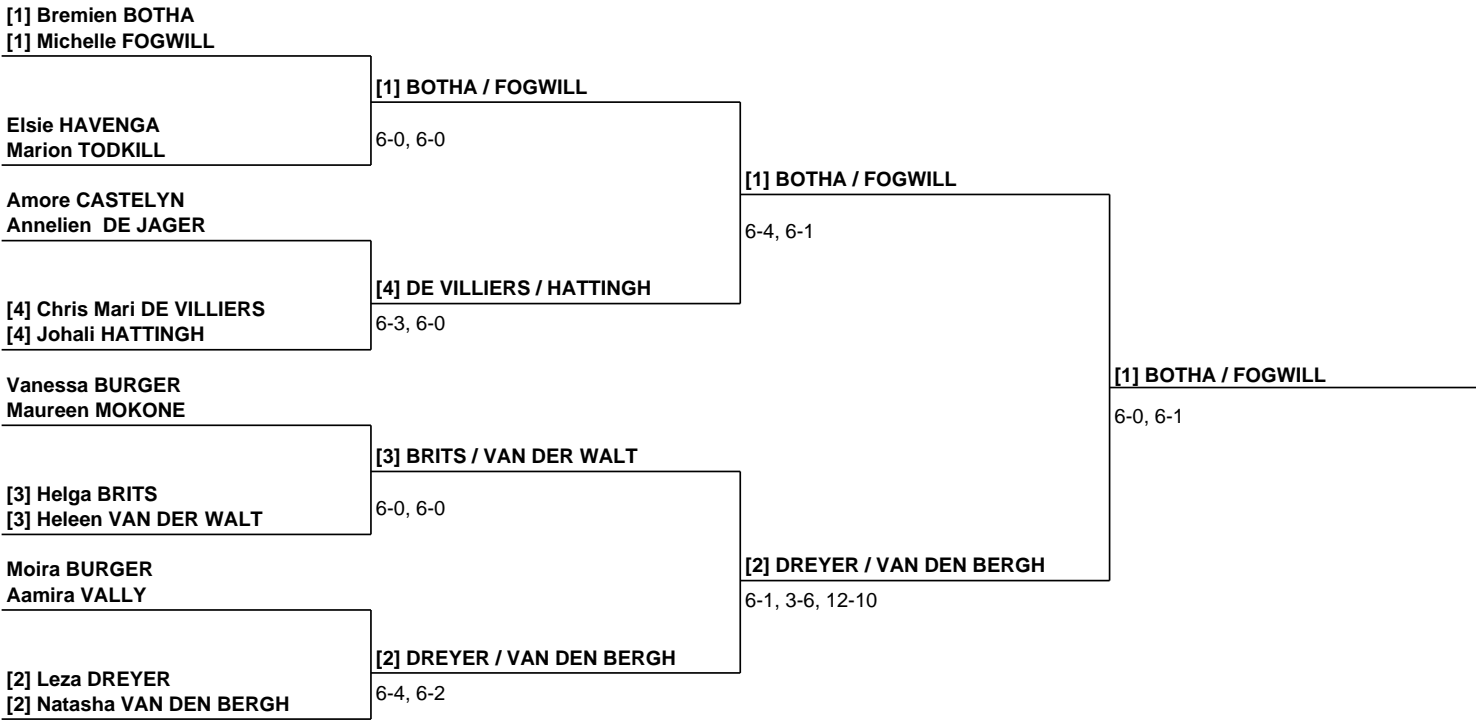 [1] Bremien BOTHA
[1] Michelle FOGWILL
[1] BOTHA / FOGWILL
Elsie HAVENGA
Marion TODKILL
6-0, 6-0
[1] BOTHA / FOGWILL
Amore CASTELYN
Annelien  DE JAGER
6-4, 6-1
[4] DE VILLIERS / HATTINGH
[4] Chris Mari DE VILLIERS
[4] Johali HATTINGH
6-3, 6-0
[1] BOTHA / FOGWILL
Vanessa BURGER
Maureen MOKONE
6-0, 6-1
[3] BRITS / VAN DER WALT
[3] Helga BRITS
[3] Heleen VAN DER WALT
6-0, 6-0
Moira BURGER
Aamira VALLY
[2] DREYER / VAN DEN BERGH
6-1, 3-6, 12-10
[2] DREYER / VAN DEN BERGH
[2] Leza DREYER
[2] Natasha VAN DEN BERGH
6-4, 6-2